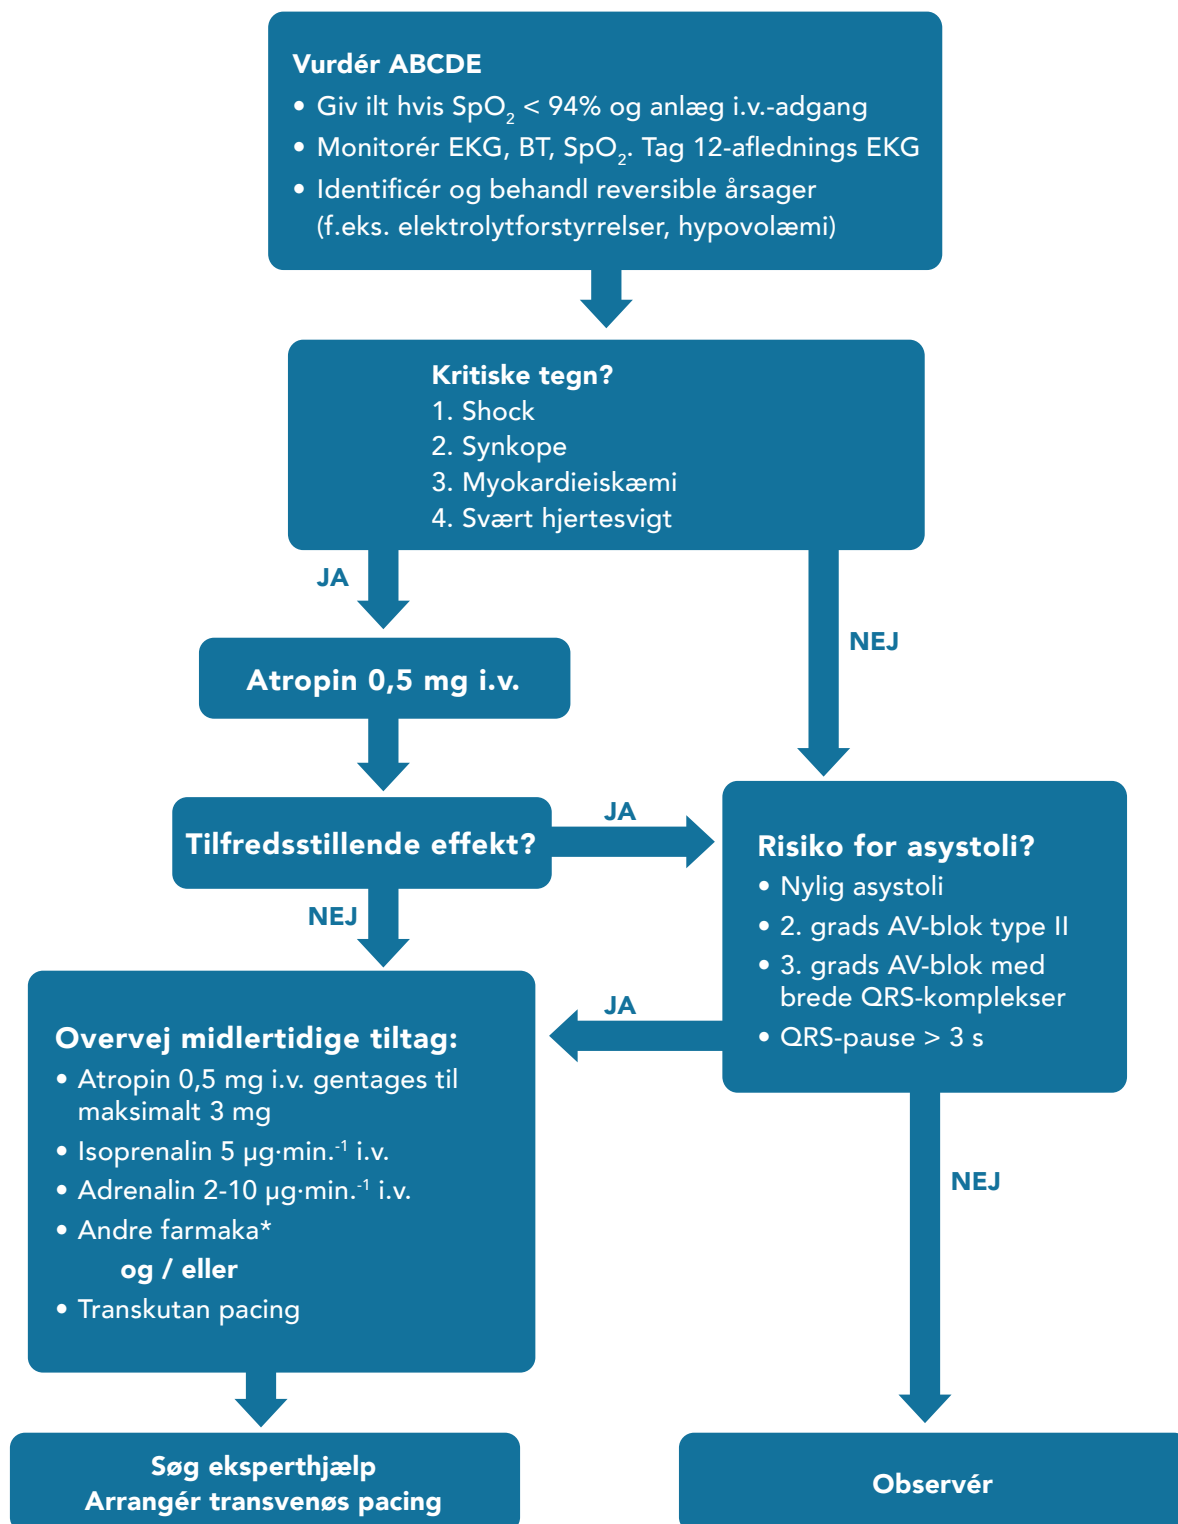 Vurdér ABCDE
• Giv ilt hvis SpO₂ < 94% og anlæg i.v.-adgang
• Monitorér EKG, BT, SpO₂. Tag 12-aflednings EKG
• Identificér og behandl reversible årsager
(f.eks. elektrolytforstyrrelser, hypovolæmi)
Kritiske tegn?
1. Shock
2. Synkope
3. Myokardieiskæmi
4. Svært hjertesvigt
JA
NEJ
Atropin 0,5 mg i.v.
Tilfredsstillende effekt?
JA
NEJ
Risiko for asystoli?
• Nylig asystoli
• 2. grads AV-blok type II
• 3. grads AV-blok med
brede QRS-komplekser
• QRS-pause > 3 s
JA
NEJ
Overvej midlertidige tiltag:
• Atropin 0,5 mg i.v. gentages til
maksimalt 3 mg
• Isoprenalin 5 µg·min.⁻¹ i.v.
• Adrenalin 2-10 µg·min.⁻¹ i.v.
• Andre farmaka*
og / eller
• Transkutan pacing
Søg eksperthjælp
Arrangér transvenøs pacing
Observér